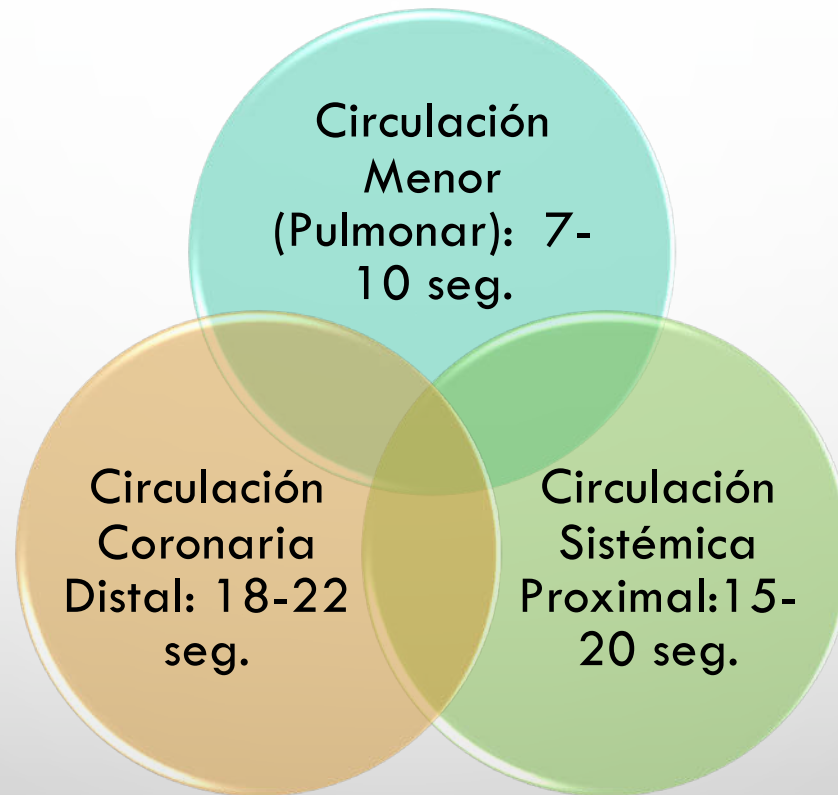 Circulación
Menor
(Pulmonar): 7-
10 seg.
Circulación
Coronaria
Distal: 18-22
seg.
Circulación
Sistémica
Proximal:15-
20 seg.